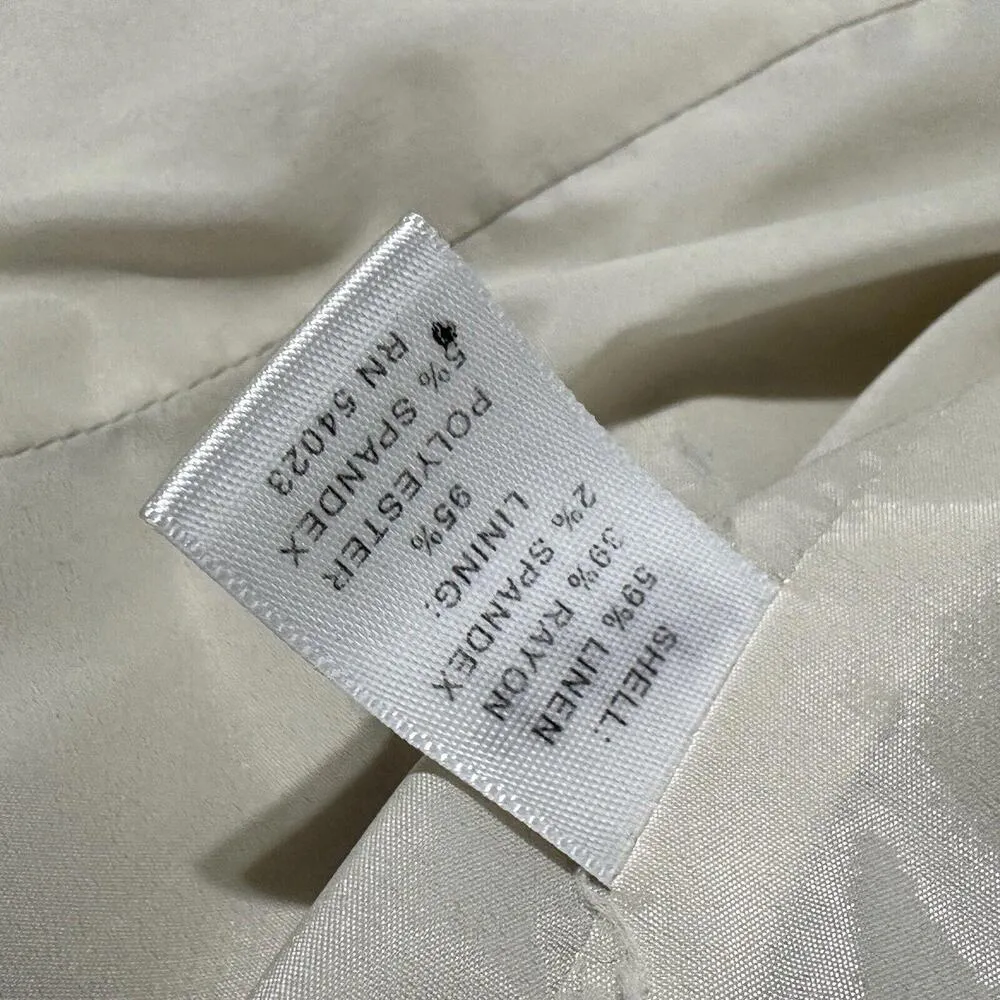 SHELL:
59% LINEN
39% RAYON
2% SPANDEX
LINING:
95%
POLYESTER
5% SPANDEX
RN 54023